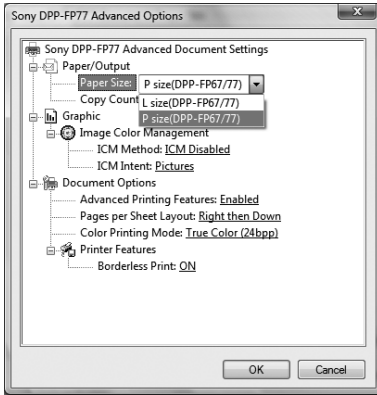 Sony DPP-FP77 Advanced Options
Sony DPP-FP77 Advanced Document Settings
Paper/Output
Paper Size: P size(DPP-FP67/77)
Copy Count
L size(DPP-FP67/77)
P size(DPP-FP67/77)
Graphic
Image Color Management
ICM Method: ICM Disabled
ICM Intent: Pictures
Document Options
Advanced Printing Features: Enabled
Pages per Sheet Layout: Right then Down
Color Printing Mode: True Color (24bpp)
Printer Features
Borderless Print: ON
OK Cancel